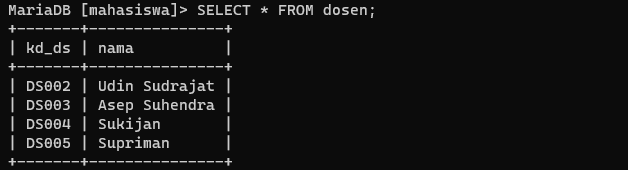 MariaDB [mahasiswa]> SELECT * FROM dosen;
+-------+---------------+
| kd_ds | nama          |
+-------+---------------+
| DS002 | Udin Sudrajat |
| DS003 | Asep Suhendra |
| DS004 | Sukijan       |
| DS005 | Supriman      |
+-------+---------------+